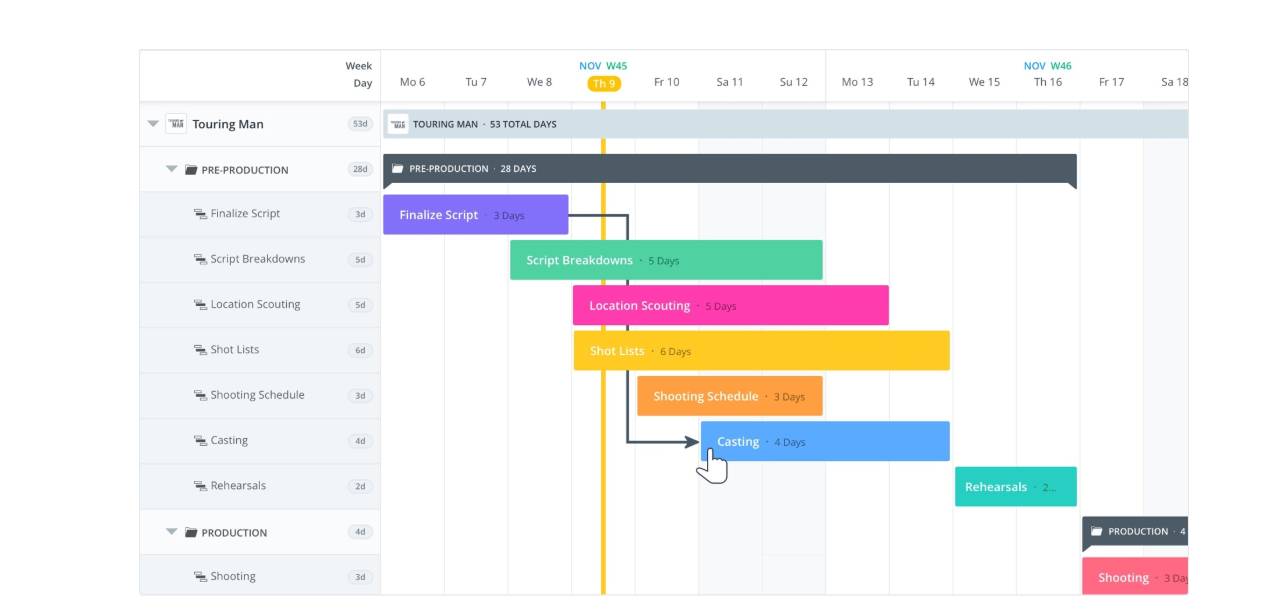 Week NOV W45 NOV W46
Day Mo 6 Tu 7 We 8 Th 9 Fr 10 Sa 11 Su 12 Mo 13 Tu 14 We 15 Th 16 Fr 17 Sa 18
Touring Man 53d TOURING MAN · 53 TOTAL DAYS
PRE-PRODUCTION 28d PRE-PRODUCTION · 28 DAYS
Finalize Script 3d Finalize Script · 3 Days
Script Breakdowns 5d Script Breakdowns · 5 Days
Location Scouting 5d Location Scouting · 5 Days
Shot Lists 6d Shot Lists · 6 Days
Shooting Schedule 3d Shooting Schedule · 3 Days
Casting 4d Casting · 4 Days
Rehearsals 2d Rehearsals · 2...
PRODUCTION 4d PRODUCTION · 4
Shooting 3d Shooting · 3 Day